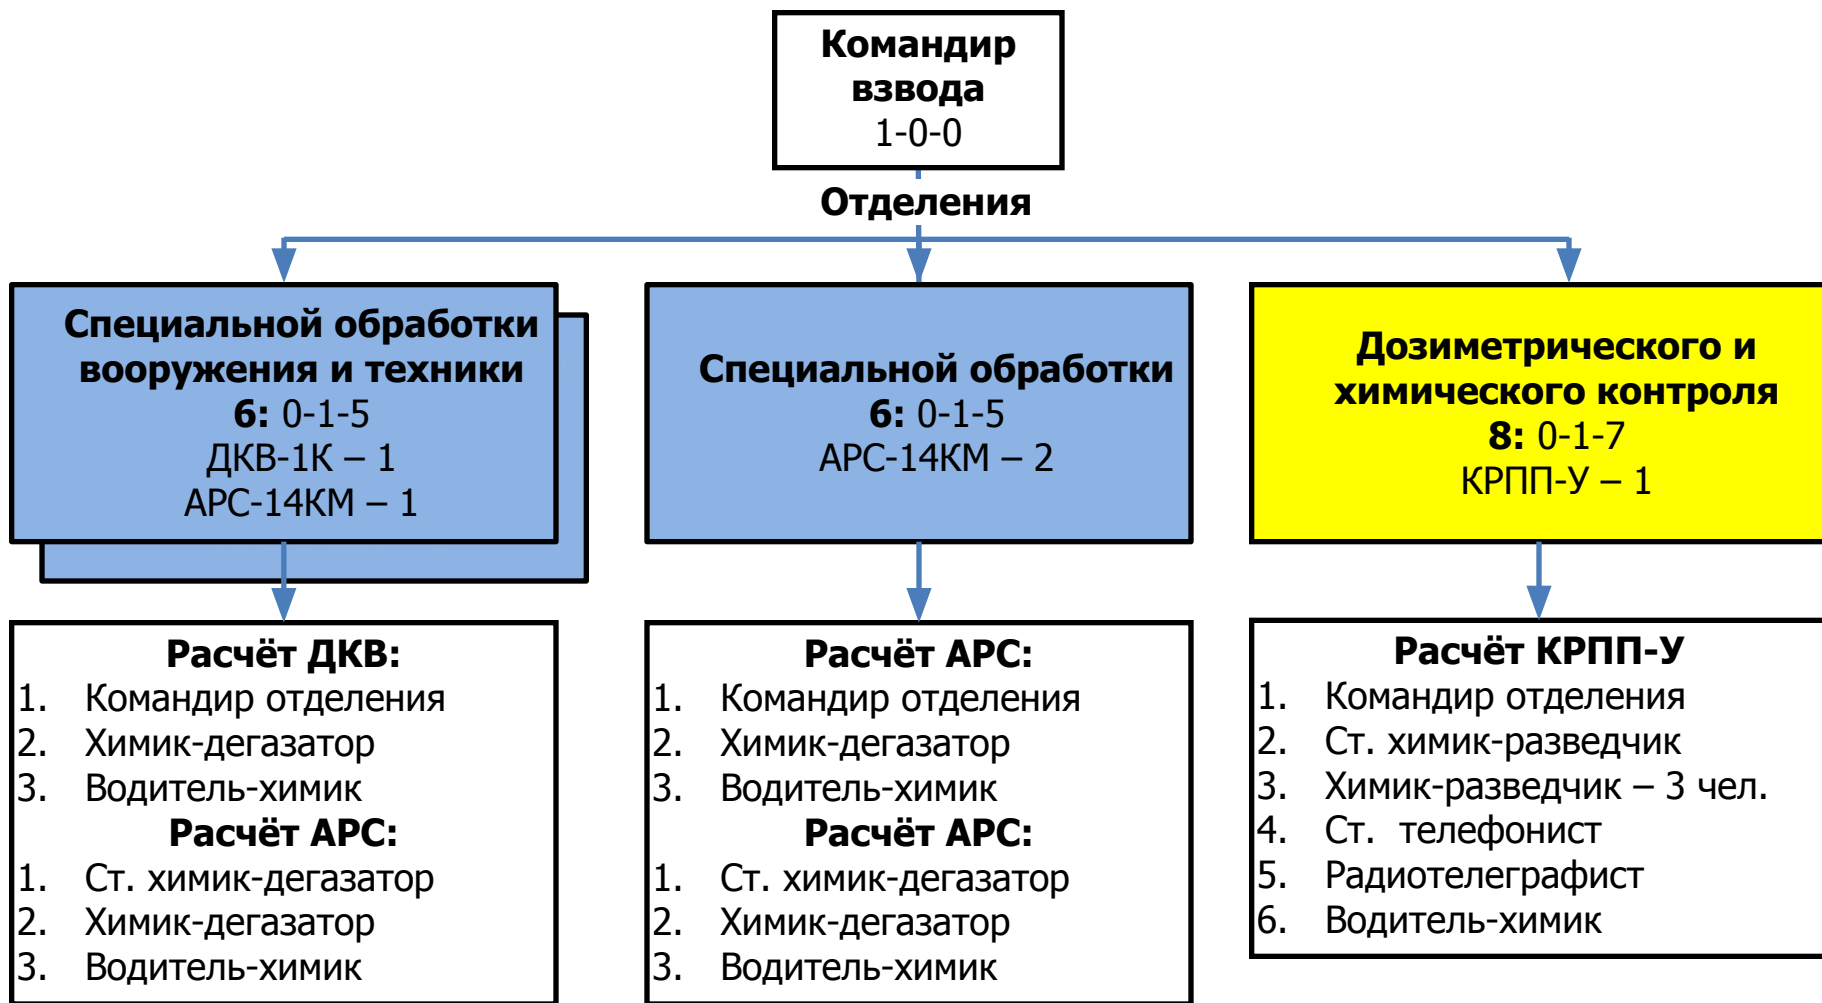 Командир
взвода
1-0-0
Отделения
Специальной обработки
вооружения и техники
6: 0-1-5
ДКВ-1К – 1
АРС-14КМ – 1
Специальной обработки
6: 0-1-5
АРС-14КМ – 2
Дозиметрического и
химического контроля
8: 0-1-7
КРПП-У – 1
Расчёт ДКВ:
1. Командир отделения
2. Химик-дегазатор
3. Водитель-химик
Расчёт АРС:
1. Ст. химик-дегазатор
2. Химик-дегазатор
3. Водитель-химик
Расчёт АРС:
1. Командир отделения
2. Химик-дегазатор
3. Водитель-химик
Расчёт АРС:
1. Ст. химик-дегазатор
2. Химик-дегазатор
3. Водитель-химик
Расчёт КРПП-У
1. Командир отделения
2. Ст. химик-разведчик
3. Химик-разведчик – 3 чел.
4. Ст. телефонист
5. Радиотелеграфист
6. Водитель-химик